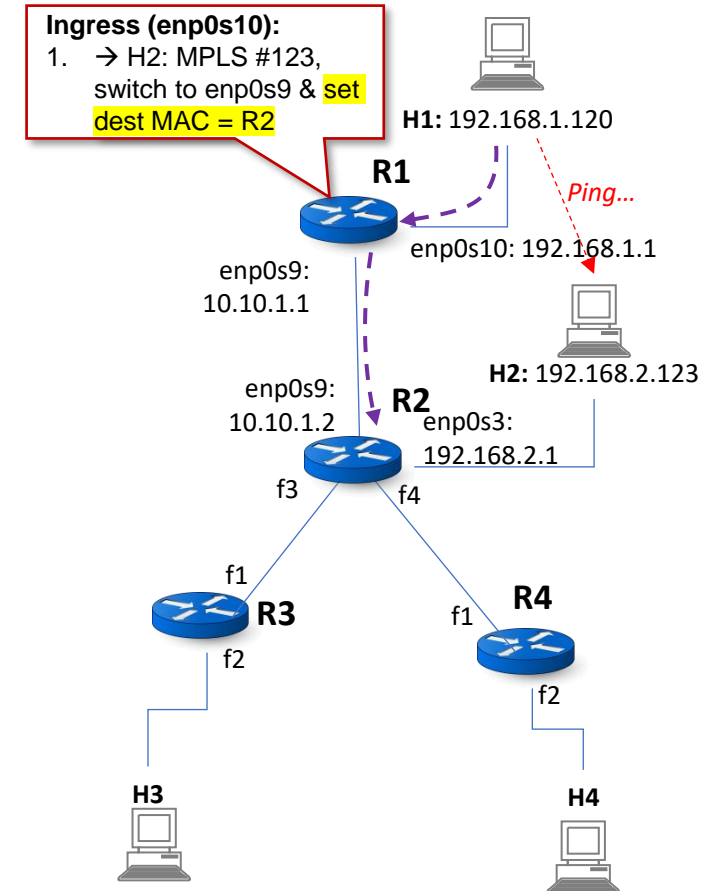 Ingress (enp0s10):
1. → H2: MPLS #123,
switch to enp0s9 & set
dest MAC = R2
H1: 192.168.1.120
R1
Ping...
enp0s10: 192.168.1.1
enp0s9:
10.10.1.1
H2: 192.168.2.123
enp0s9:
10.10.1.2
R2
enp0s3:
192.168.2.1
f3
f4
f1
R3
f2
R4
f1
f2
H3
H4